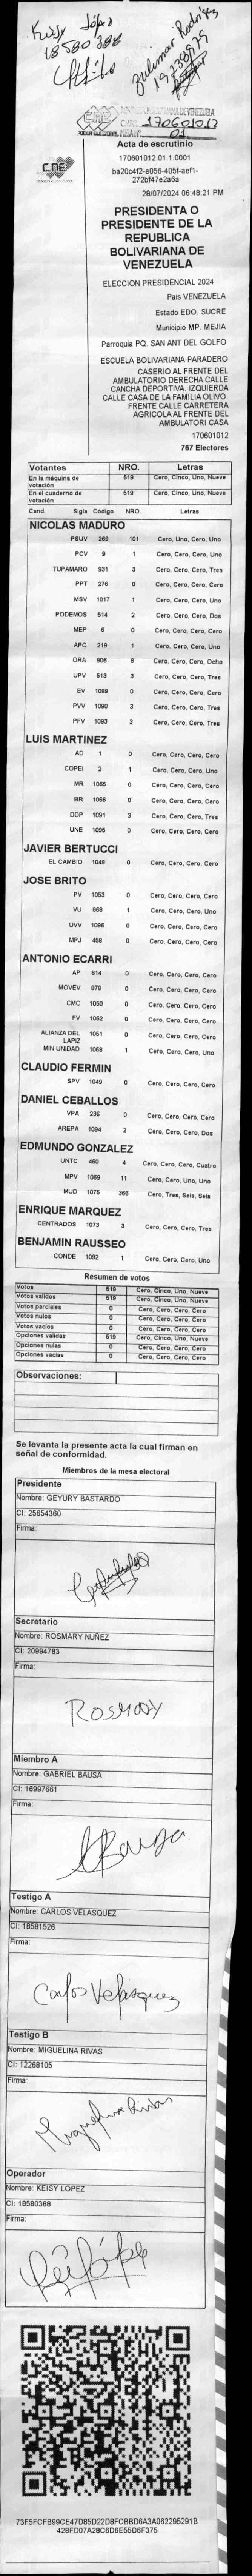 Keisy López
18580388
Zulimar Rodríguez
19238979
CNE
170601012
01
Acta de escrutinio
170601012.01.1.0001
ba20c4f2-e056-405f-aef1-
272bf47e2a6a
28/07/2024 06:48:21 PM
PRESIDENTA O
PRESIDENTE DE LA
REPUBLICA
BOLIVARIANA DE
VENEZUELA
ELECCIÓN PRESIDENCIAL 2024
País VENEZUELA
Estado EDO. SUCRE
Municipio MP. MEJIA
Parroquia PQ. SAN ANT DEL GOLFO
ESCUELA BOLIVARIANA PARADERO
CASERIO AL FRENTE DEL
AMBULATORIO DERECHA CALLE
CANCHA DEPORTIVA. IZQUIERDA
CALLE CASA DE LA FAMILIA OLIVO.
FRENTE CALLE CARRETERA
AGRICOLA AL FRENTE DEL
AMBULATORI CASA
170601012
767 Electores
Votantes NRO. Letras
En la máquina de votación 519 Cero, Cinco, Uno, Nueve
En el cuaderno de votación 519 Cero, Cinco, Uno, Nueve
Cand. Sigla Código NRO. Letras
NICOLAS MADURO
PSUV 269 101 Cero, Uno, Cero, Uno
PCV 9 1 Cero, Cero, Cero, Uno
TUPAMARO 931 3 Cero, Cero, Cero, Tres
PPT 276 0 Cero, Cero, Cero, Cero
MSV 1017 1 Cero, Cero, Cero, Uno
PODEMOS 514 2 Cero, Cero, Cero, Dos
MEP 6 0 Cero, Cero, Cero, Cero
APC 219 1 Cero, Cero, Cero, Uno
ORA 906 8 Cero, Cero, Cero, Ocho
UPV 513 3 Cero, Cero, Cero, Tres
EV 1099 0 Cero, Cero, Cero, Cero
PVV 1090 3 Cero, Cero, Cero, Tres
PFV 1093 3 Cero, Cero, Cero, Tres
LUIS MARTINEZ
AD 1 0 Cero, Cero, Cero, Cero
COPEI 2 1 Cero, Cero, Cero, Uno
MR 1065 0 Cero, Cero, Cero, Cero
BR 1066 0 Cero, Cero, Cero, Cero
DDP 1091 3 Cero, Cero, Cero, Tres
UNE 1095 0 Cero, Cero, Cero, Cero
JAVIER BERTUCCI
EL CAMBIO 1048 0 Cero, Cero, Cero, Cero
JOSE BRITO
PV 1053 0 Cero, Cero, Cero, Cero
VU 969 1 Cero, Cero, Cero, Uno
UVV 1096 0 Cero, Cero, Cero, Cero
MPJ 458 0 Cero, Cero, Cero, Cero
ANTONIO ECARRI
AP 814 0 Cero, Cero, Cero, Cero
MOVEV 878 0 Cero, Cero, Cero, Cero
CMC 1050 0 Cero, Cero, Cero, Cero
FV 1062 0 Cero, Cero, Cero, Cero
ALIANZA DEL LAPIZ 1051 0 Cero, Cero, Cero, Cero
MIN UNIDAD 1068 1 Cero, Cero, Cero, Uno
CLAUDIO FERMIN
SPV 1049 0 Cero, Cero, Cero, Cero
DANIEL CEBALLOS
VPA 236 0 Cero, Cero, Cero, Cero
AREPA 1094 2 Cero, Cero, Cero, Dos
EDMUNDO GONZALEZ
UNTC 460 4 Cero, Cero, Cero, Cuatro
MPV 1069 11 Cero, Cero, Uno, Uno
MUD 1075 366 Cero, Tres, Seis, Seis
ENRIQUE MARQUEZ
CENTRADOS 1073 3 Cero, Cero, Cero, Tres
BENJAMIN RAUSSEO
CONDE 1092 1 Cero, Cero, Cero, Uno
Resumen de votos
Votos 519 Cero, Cinco, Uno, Nueve
Votos validos 519 Cero, Cinco, Uno, Nueve
Votos parciales 0 Cero, Cero, Cero, Cero
Votos nulos 0 Cero, Cero, Cero, Cero
Votos vacios 0 Cero, Cero, Cero, Cero
Opciones validas 519 Cero, Cinco, Uno, Nueve
Opciones nulas 0 Cero, Cero, Cero, Cero
Opciones vacias 0 Cero, Cero, Cero, Cero
Observaciones:
Se levanta la presente acta la cual firman en
señal de conformidad.
Miembros de la mesa electoral
Presidente
Nombre: GEYURY BASTARDO
CI: 25654360
Firma:
Secretario
Nombre: ROSMARY NUÑEZ
CI: 20994783
Firma:
Rosmary
Miembro A
Nombre: GABRIEL BAUSA
CI: 16997661
Firma:
Bausa
Testigo A
Nombre: CARLOS VELASQUEZ
CI: 18581526
Firma:
Carlos Velasquez
Testigo B
Nombre: MIGUELINA RIVAS
CI: 12268105
Firma:
Miguelina Rivas
Operador
Nombre: KEISY LOPEZ
CI: 18580388
Firma:
73F5FCFB99CE47D85D22D8FCBBD6A3A062295291B
428FD07A28C6D6E55D6F375